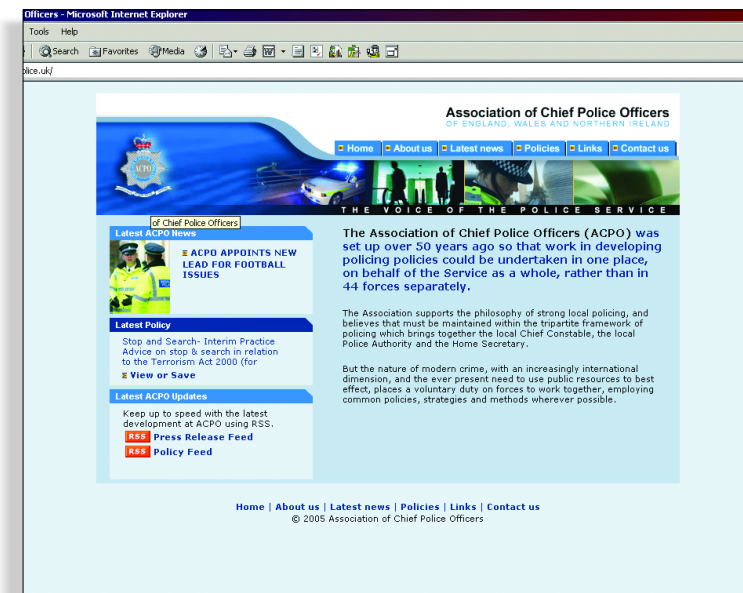 Officers - Microsoft Internet Explorer
Tools Help
Search Favorites Media
olice.uk/
Association of Chief Police Officers
OF ENGLAND, WALES AND NORTHERN IRELAND
Home About us Latest news Policies Links Contact us
ACPO
THE VOICE OF THE POLICE SERVICE
of Chief Police Officers
Latest ACPO News
ACPO APPOINTS NEW
LEAD FOR FOOTBALL
ISSUES
Latest Policy
Stop and Search- Interim Practice
Advice on stop & search in relation
to the Terrorism Act 2000 (for
View or Save
Latest ACPO Updates
Keep up to speed with the latest
development at ACPO using RSS.
RSS Press Release Feed
RSS Policy Feed
The Association of Chief Police Officers (ACPO) was
set up over 50 years ago so that work in developing
policing policies could be undertaken in one place,
on behalf of the Service as a whole, rather than in
44 forces separately.
The Association supports the philosophy of strong local policing, and
believes that must be maintained within the tripartite framework of
policing which brings together the local Chief Constable, the local
Police Authority and the Home Secretary.
But the nature of modern crime, with an increasingly international
dimension, and the ever present need to use public resources to best
effect, places a voluntary duty on forces to work together, employing
common policies, strategies and methods wherever possible.
Home | About us | Latest news | Policies | Links | Contact us
© 2005 Association of Chief Police Officers